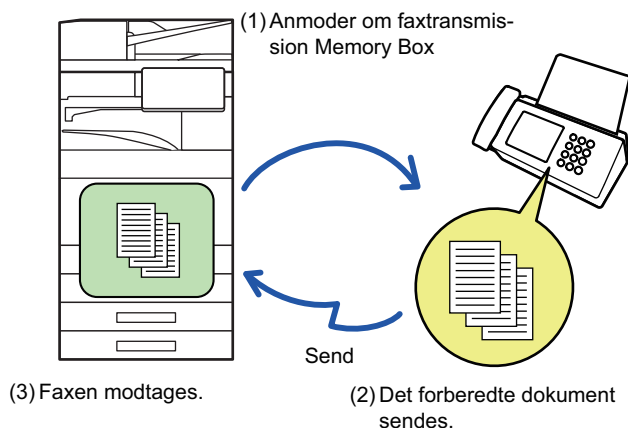 (1) Anmoder om faxtransmis-
sion Memory Box
Send
(3) Faxen modtages.
(2) Det forberedte dokument
sendes.